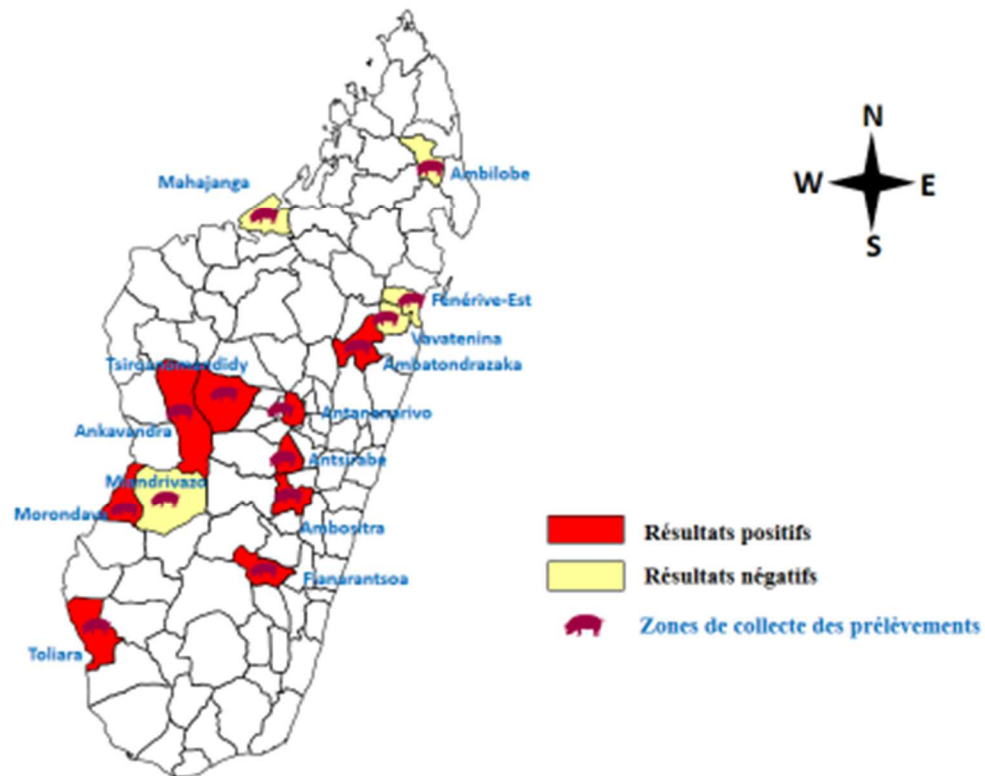 N
Mahajanga
Ambilobe
W
E
S
Fénérive-Est
Vavatenina
Tsiroanomandidy
Ambatondrazaka
Antananarivo
Ankavandra
Antsirabe
Miandrivazo
Morondava
Ambositra
Résultats positifs
Résultats négatifs
Fianarantsoa
Zones de collecte des prélèvements
Toliara